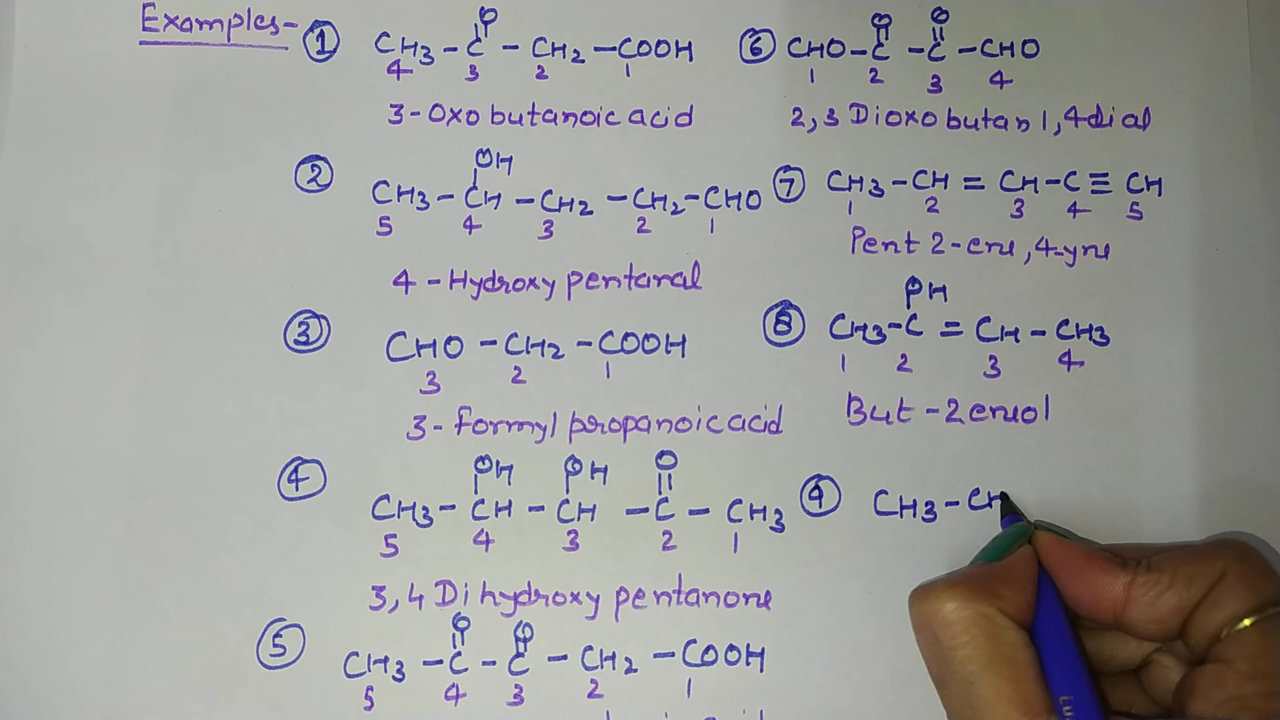 Examples-
① O
CH3 - C - CH2 - COOH
4 3 2 1
3-Oxo butanoic acid
② OH
CH3 - CH - CH2 - CH2 - CHO
5 4 3 2 1
4-Hydroxy pentanal
③ CHO - CH2 - COOH
3 2 1
3-formyl propanoic acid
④ OH OH O
CH3 - CH - CH - C - CH3
5 4 3 2 1
3,4 Dihydroxy pentanone
⑤ O O
CH3 - C - C - CH2 - COOH
5 4 3 2 1
⑥ O O
CHO - C - C - CHO
1 2 3 4
2,3 Dioxo butan 1,4 dial
⑦ CH3 - CH = CH - C ≡ CH
1 2 3 4 5
Pent 2-ene, 4-yne
⑧ OH
CH3 - C = CH - CH3
1 2 3 4
But -2enol
⑨ CH3 - CH